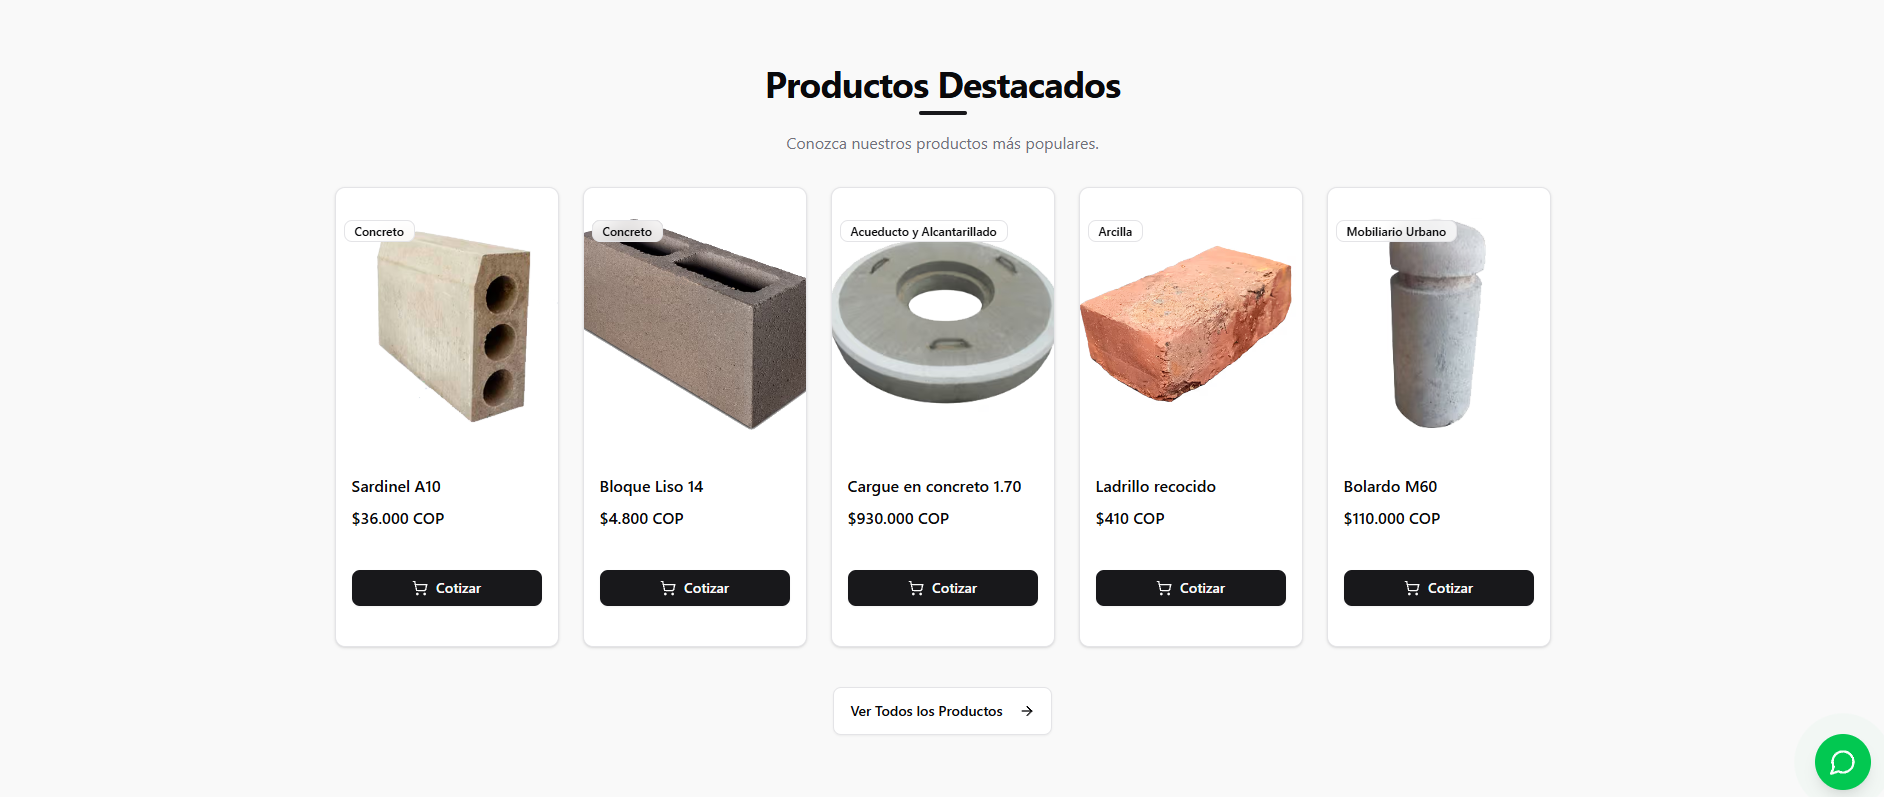 Productos Destacados
Conozca nuestros productos más populares.
Concreto
Sardinel A10
$36.000 COP
Cotizar
Concreto
Bloque Liso 14
$4.800 COP
Cotizar
Acueducto y Alcantarillado
Cargue en concreto 1.70
$930.000 COP
Cotizar
Arcilla
Ladrillo recocido
$410 COP
Cotizar
Mobiliario Urbano
Bolardo M60
$110.000 COP
Cotizar
Ver Todos los Productos